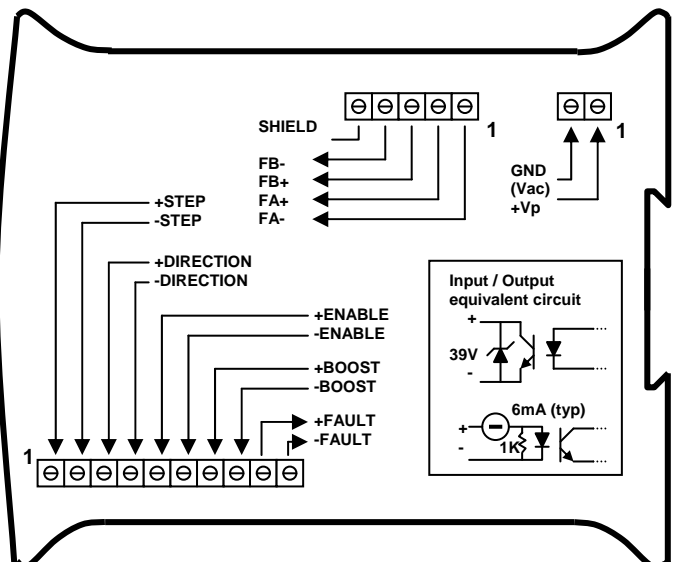 SHIELD
1
FB-
FB+
FA+
FA-
1
GND
(Vac)
+Vp
+STEP
-STEP
+DIRECTION
-DIRECTION
+ENABLE
-ENABLE
+BOOST
-BOOST
+FAULT
-FAULT
1
Input / Output
equivalent circuit
+
39V
-
6mA (typ)
+
1K
-